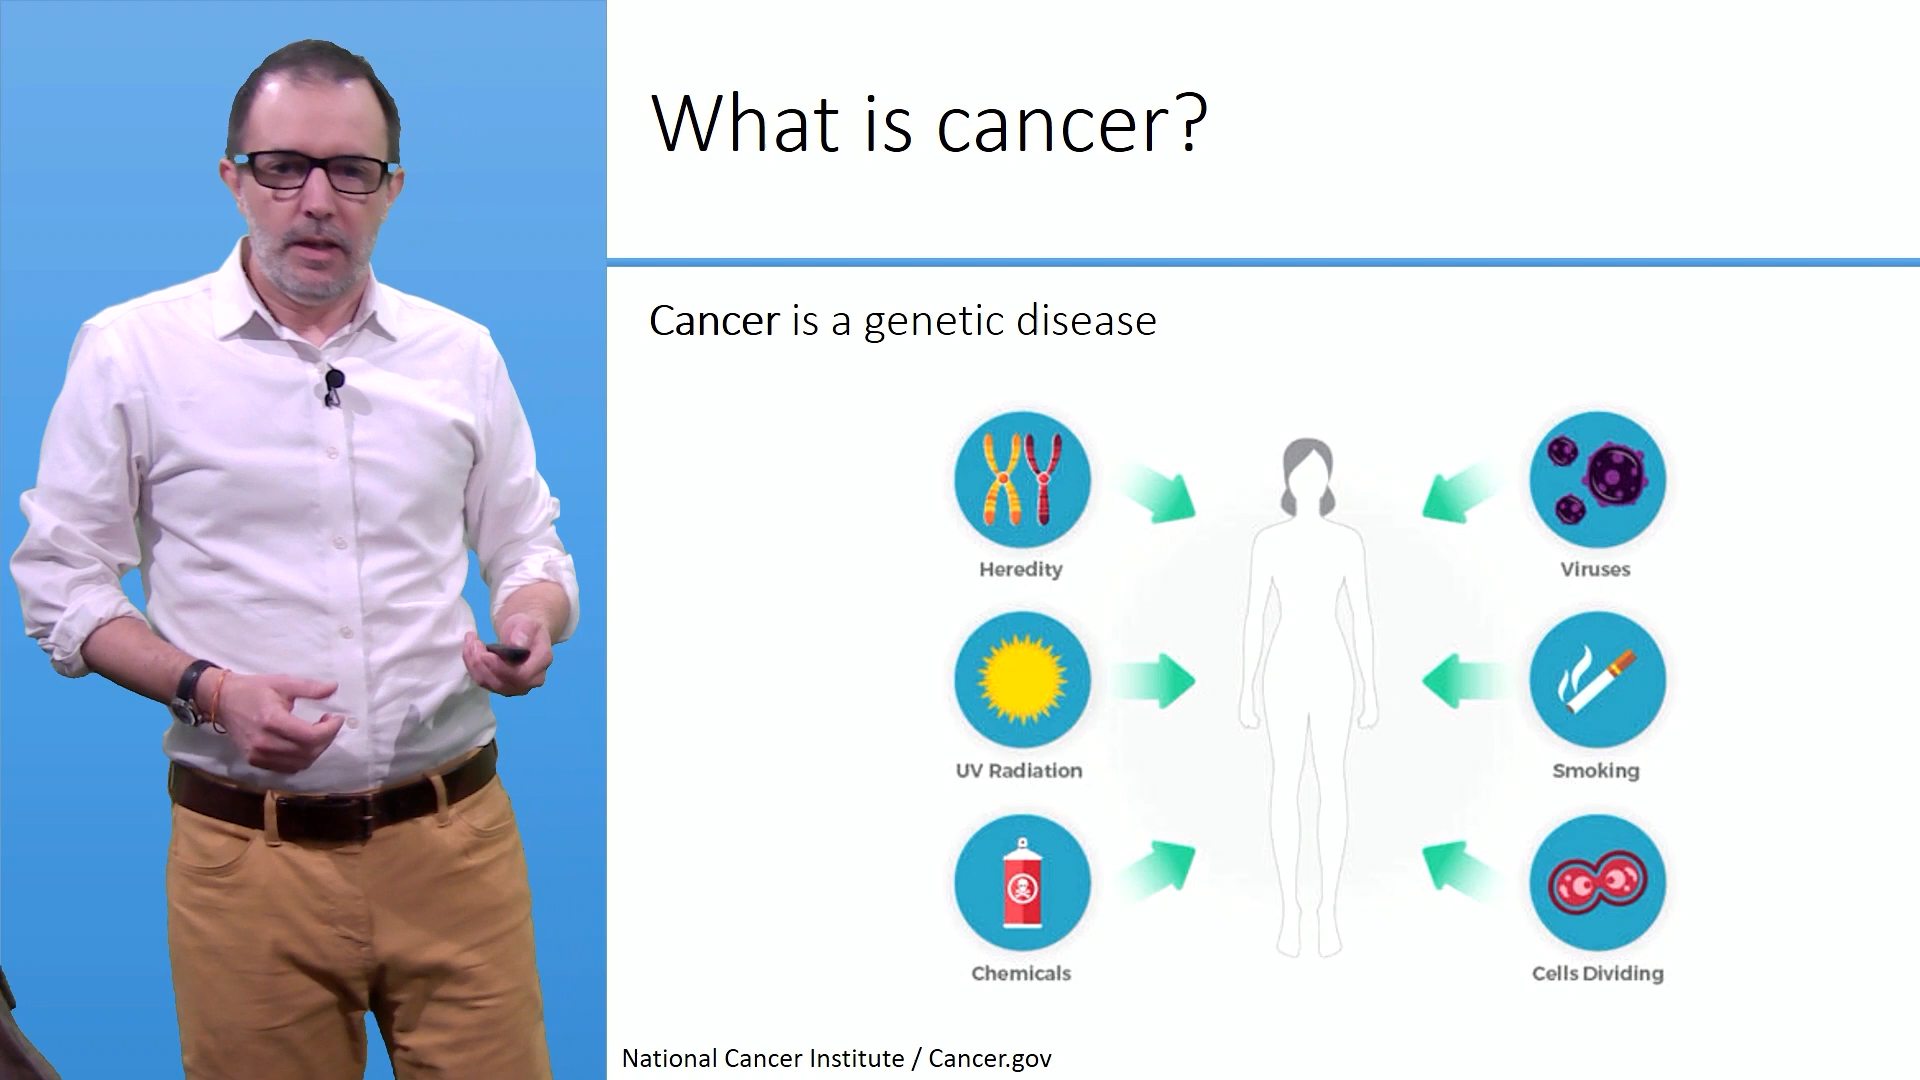 What is cancer?
Cancer is a genetic disease
Heredity
Viruses
UV Radiation
Smoking
Chemicals
Cells Dividing
National Cancer Institute / Cancer.gov